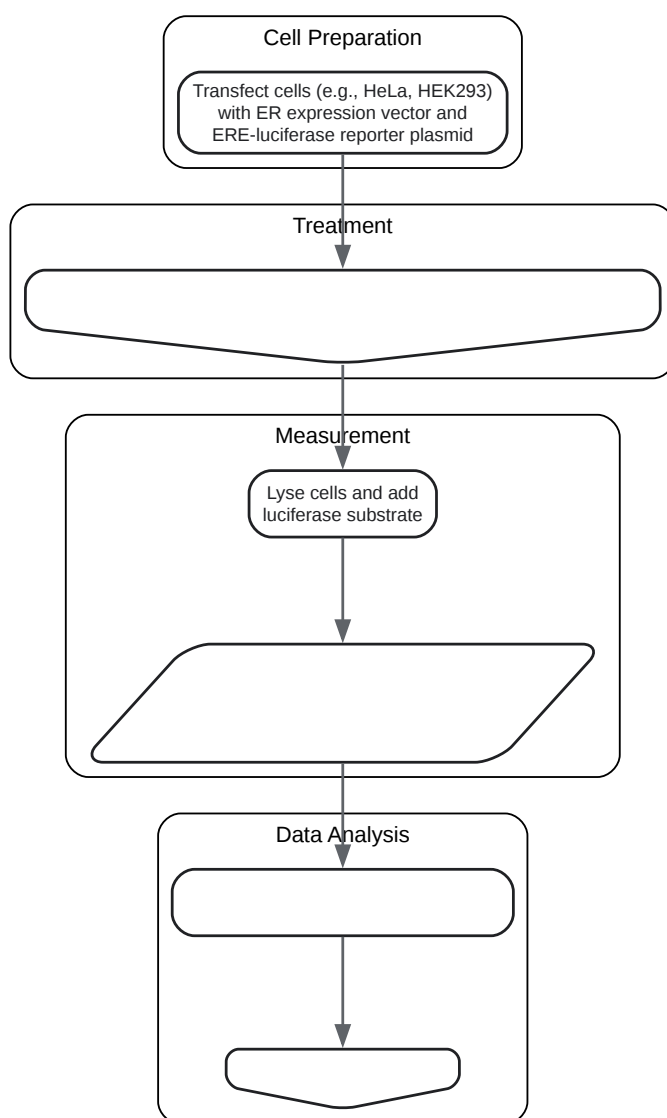 Cell Preparation
Transfect cells (e.g., HeLa, HEK293)
with ER expression vector and
ERE-luciferase reporter plasmid
Treatment
Measurement
Lyse cells and add
luciferase substrate
Data Analysis